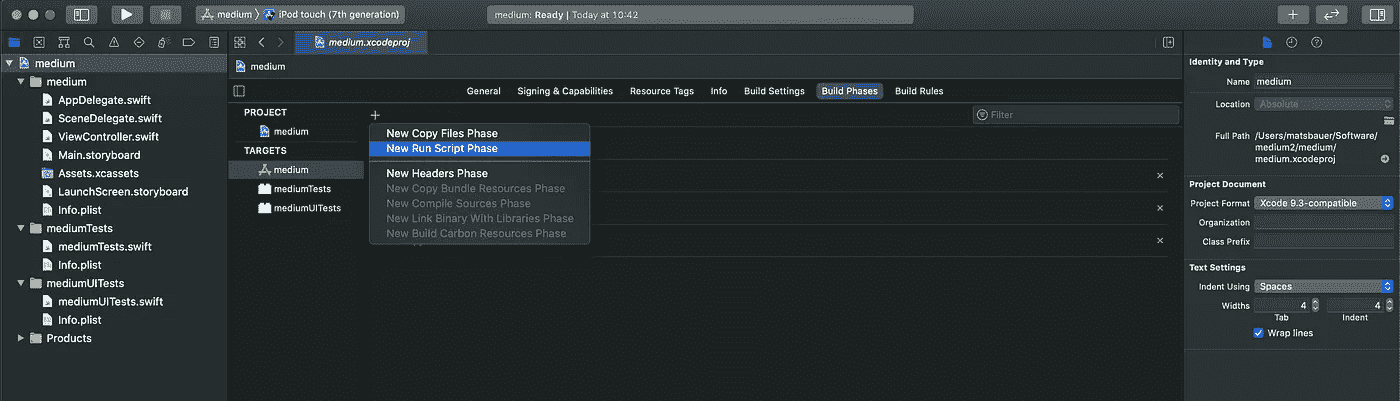 medium
iPod touch (7th generation)
medium: Ready | Today at 10:42
medium
medium
AppDelegate.swift
SceneDelegate.swift
ViewController.swift
Main.storyboard
Assets.xcassets
LaunchScreen.storyboard
Info.plist
mediumTests
mediumTests.swift
Info.plist
mediumUITests
mediumUITests.swift
Info.plist
Products
medium.xcodeproj
medium
General
Signing & Capabilities
Resource Tags
Info
Build Settings
Build Phases
Build Rules
PROJECT
medium
TARGETS
medium
mediumTests
mediumUITests
Filter
New Copy Files Phase
New Run Script Phase
New Headers Phase
New Copy Bundle Resources Phase
New Compile Sources Phase
New Link Binary With Libraries Phase
New Build Carbon Resources Phase
Identity and Type
Name medium
Location Absolute
Full Path /Users/matsbauer/Software/
medium2/medium/
medium.xcodeproj
Project Document
Project Format Xcode 9.3-compatible
Organization
Class Prefix
Text Settings
Indent Using Spaces
Widths 4 4
Tab Indent
Wrap lines